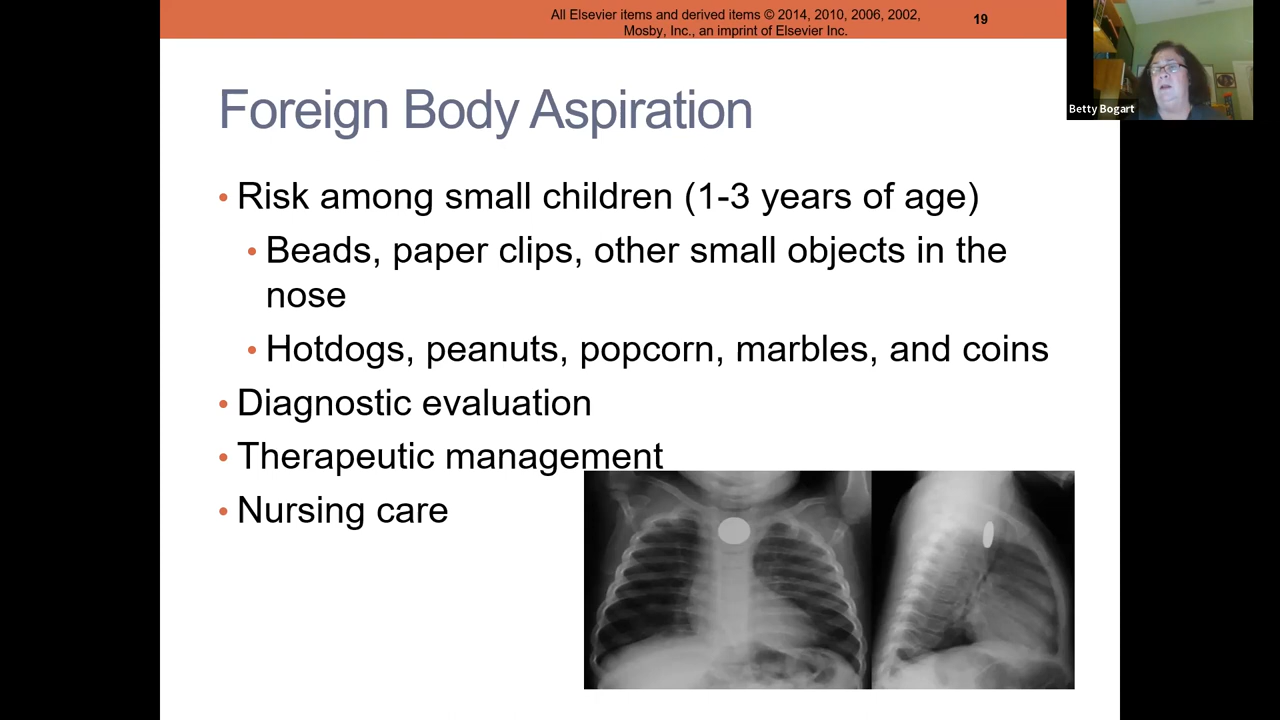 All Elsevier items and derived items © 2014, 2010, 2006, 2002,
Mosby, Inc., an imprint of Elsevier Inc.
19
Betty Bogart
Foreign Body Aspiration
• Risk among small children (1-3 years of age)
• Beads, paper clips, other small objects in the
nose
• Hotdogs, peanuts, popcorn, marbles, and coins
• Diagnostic evaluation
• Therapeutic management
• Nursing care